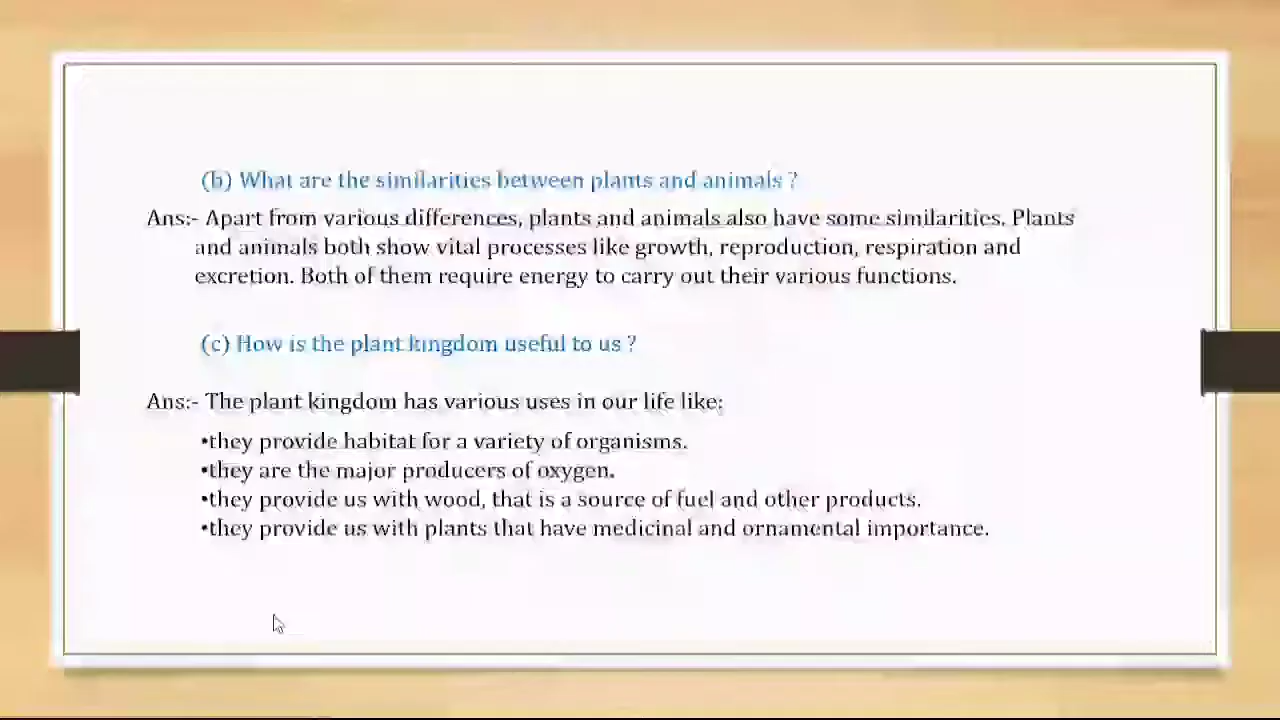 (b) What are the similarities between plants and animals ?
Ans:- Apart from various differences, plants and animals also have some similarities. Plants
and animals both show vital processes like growth, reproduction, respiration and
excretion. Both of them require energy to carry out their various functions.
(c) How is the plant kingdom useful to us ?
Ans:- The plant kingdom has various uses in our life like:
•they provide habitat for a variety of organisms.
•they are the major producers of oxygen.
•they provide us with wood, that is a source of fuel and other products.
•they provide us with plants that have medicinal and ornamental importance.